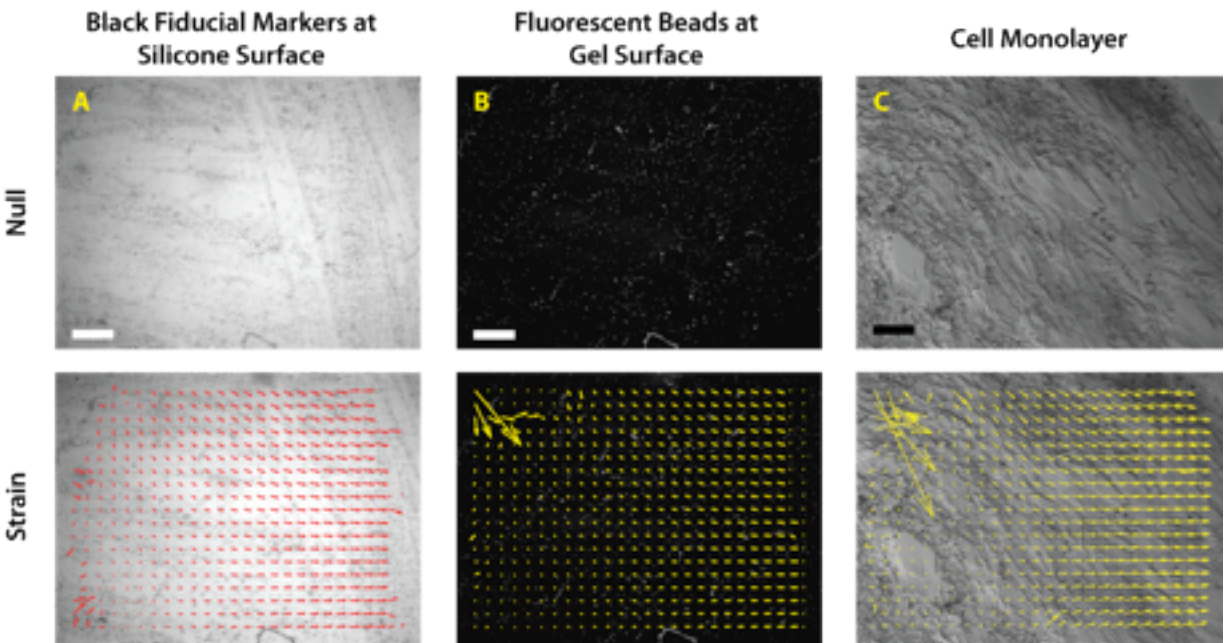 Black Fiducial Markers at
Silicone Surface
Fluorescent Beads at
Gel Surface
Cell Monolayer
A
B
C
Null
Strain